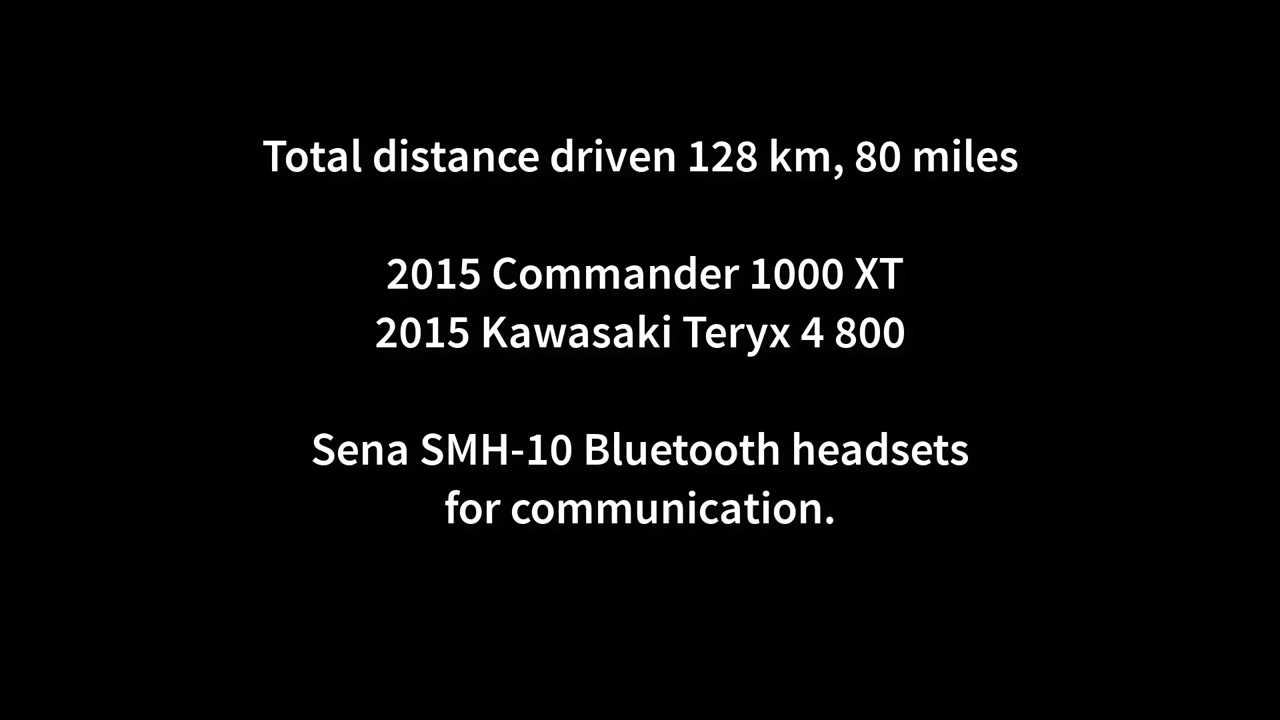 Total distance driven 128 km, 80 miles
2015 Commander 1000 XT
2015 Kawasaki Teryx 4 800
Sena SMH-10 Bluetooth headsets
for communication.